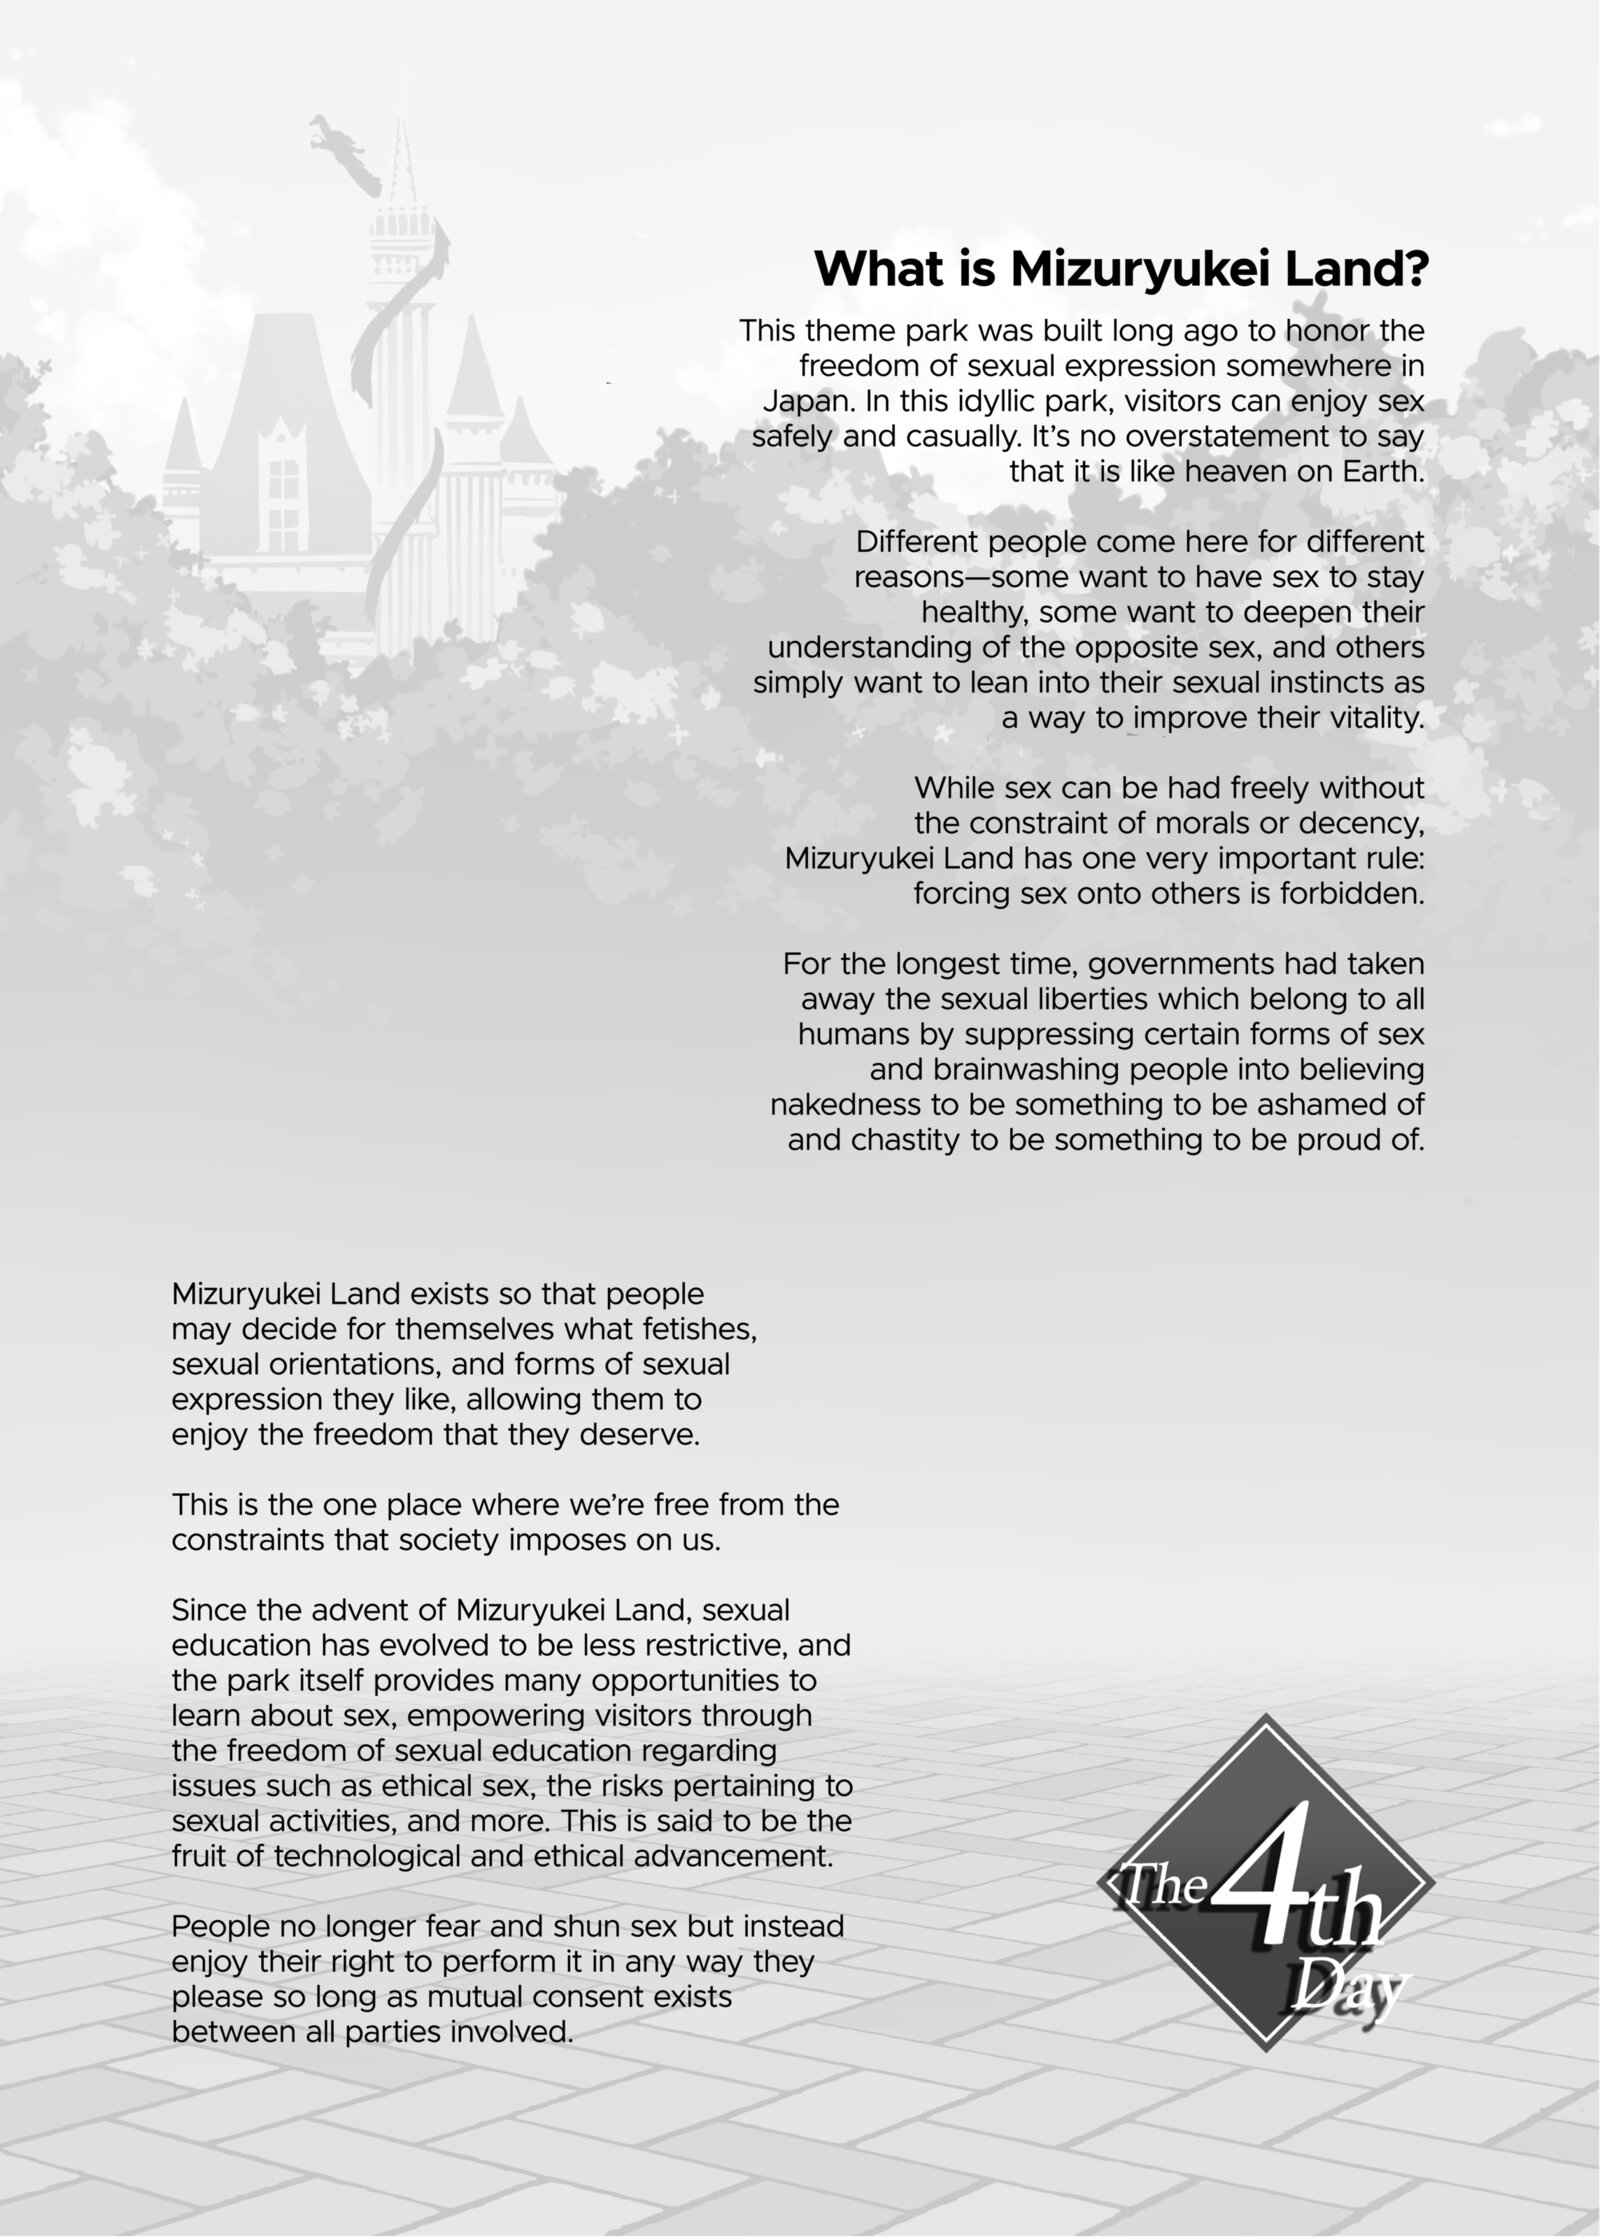 What is Mizuryukei Land?
This theme park was built long ago to honor the
freedom of sexual expression somewhere in
Japan. In this idyllic park, visitors can enjoy sex
safely and casually. It’s no overstatement to say
that it is like heaven on Earth.
Different people come here for different
reasons—some want to have sex to stay
healthy, some want to deepen their
understanding of the opposite sex, and others
simply want to lean into their sexual instincts as
a way to improve their vitality.
While sex can be had freely without
the constraint of morals or decency,
Mizuryukei Land has one very important rule:
forcing sex onto others is forbidden.
For the longest time, governments had taken
away the sexual liberties which belong to all
humans by suppressing certain forms of sex
and brainwashing people into believing
nakedness to be something to be ashamed of
and chastity to be something to be proud of.
Mizuryukei Land exists so that people
may decide for themselves what fetishes,
sexual orientations, and forms of sexual
expression they like, allowing them to
enjoy the freedom that they deserve.
This is the one place where we’re free from the
constraints that society imposes on us.
Since the advent of Mizuryukei Land, sexual
education has evolved to be less restrictive, and
the park itself provides many opportunities to
learn about sex, empowering visitors through
the freedom of sexual education regarding
issues such as ethical sex, the risks pertaining to
sexual activities, and more. This is said to be the
fruit of technological and ethical advancement.
People no longer fear and shun sex but instead
enjoy their right to perform it in any way they
please so long as mutual consent exists
between all parties involved.
The 4th
Day